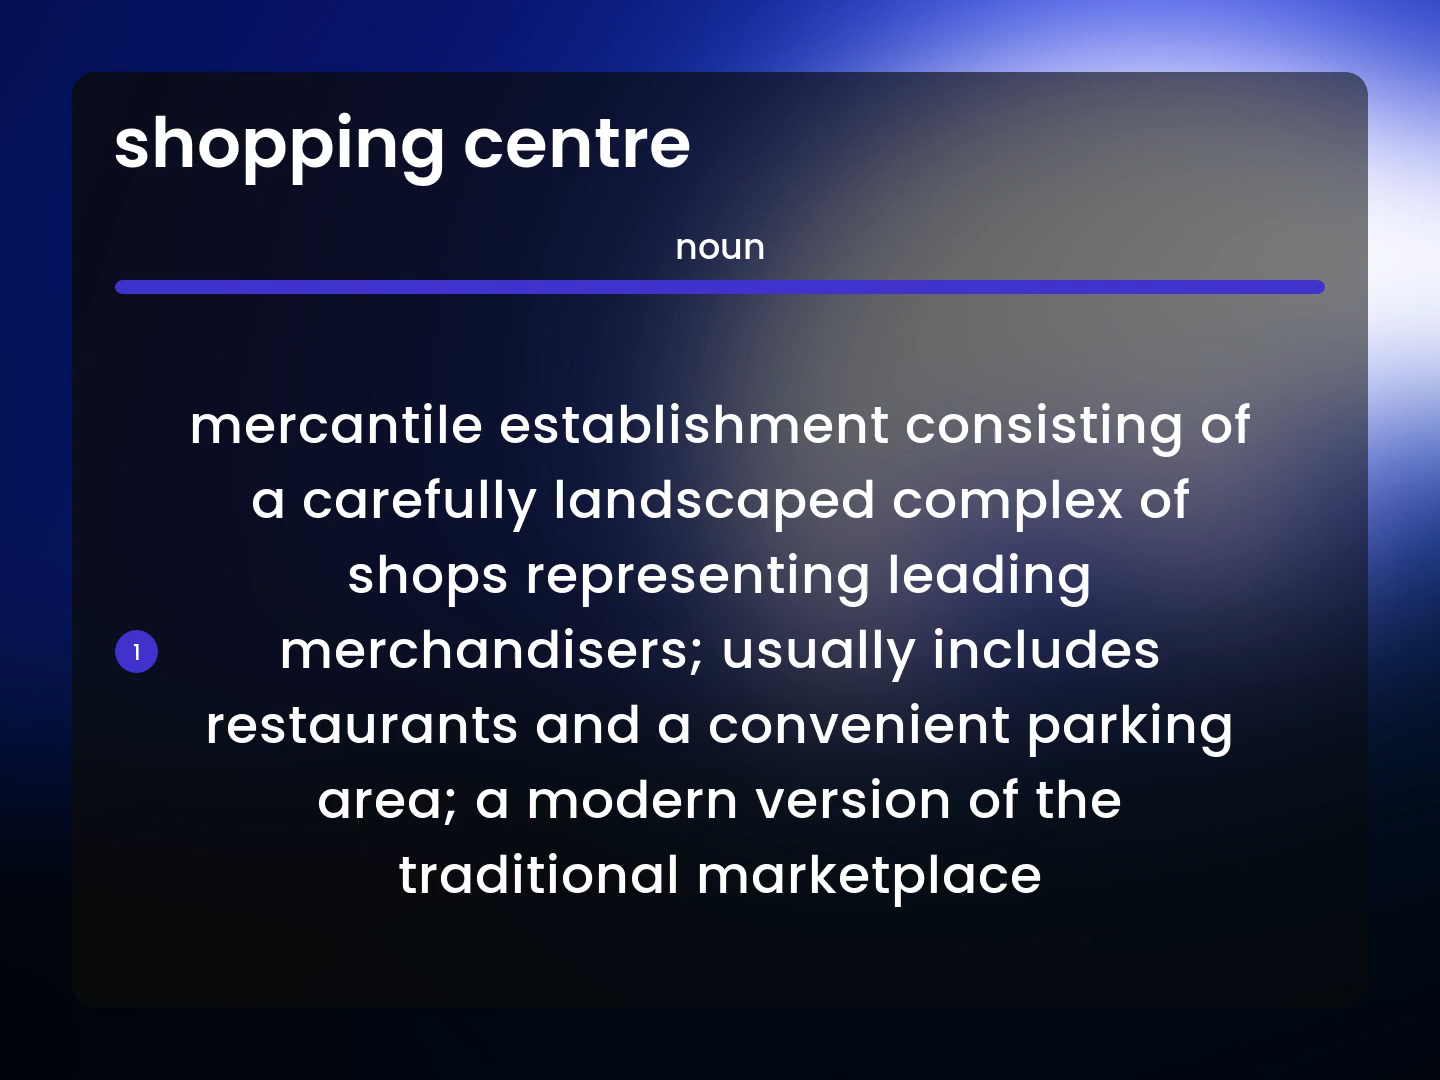 shopping centre
noun
mercantile establishment consisting of
a carefully landscaped complex of
shops representing leading
1
merchandisers; usually includes
restaurants and a convenient parking
area; a modern version of the
traditional marketplace